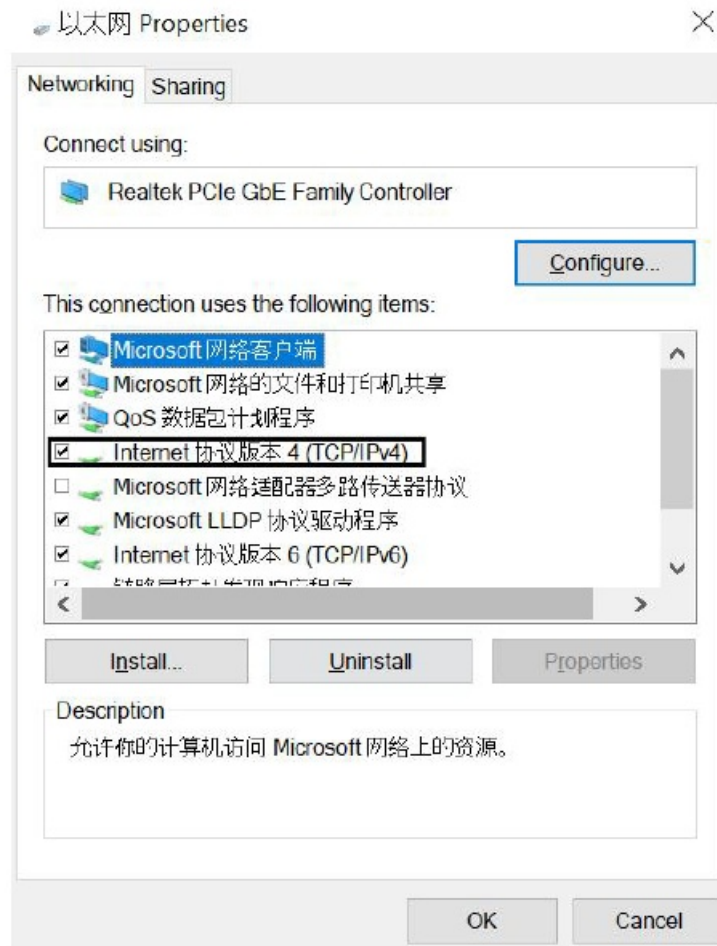 以太网 Properties
Networking Sharing
Connect using:
Realtek PCIe GbE Family Controller
Configure...
This connection uses the following items:
Microsoft 网络客户端
Microsoft 网络的文件和打印机共享
QoS 数据包计划程序
Internet 协议版本 4 (TCP/IPv4)
Microsoft 网络适配器多路传送器协议
Microsoft LLDP 协议驱动程序
Internet 协议版本 6 (TCP/IPv6)
Install... Uninstall Properties
Description
允许你的计算机访问 Microsoft 网络上的资源。
OK Cancel